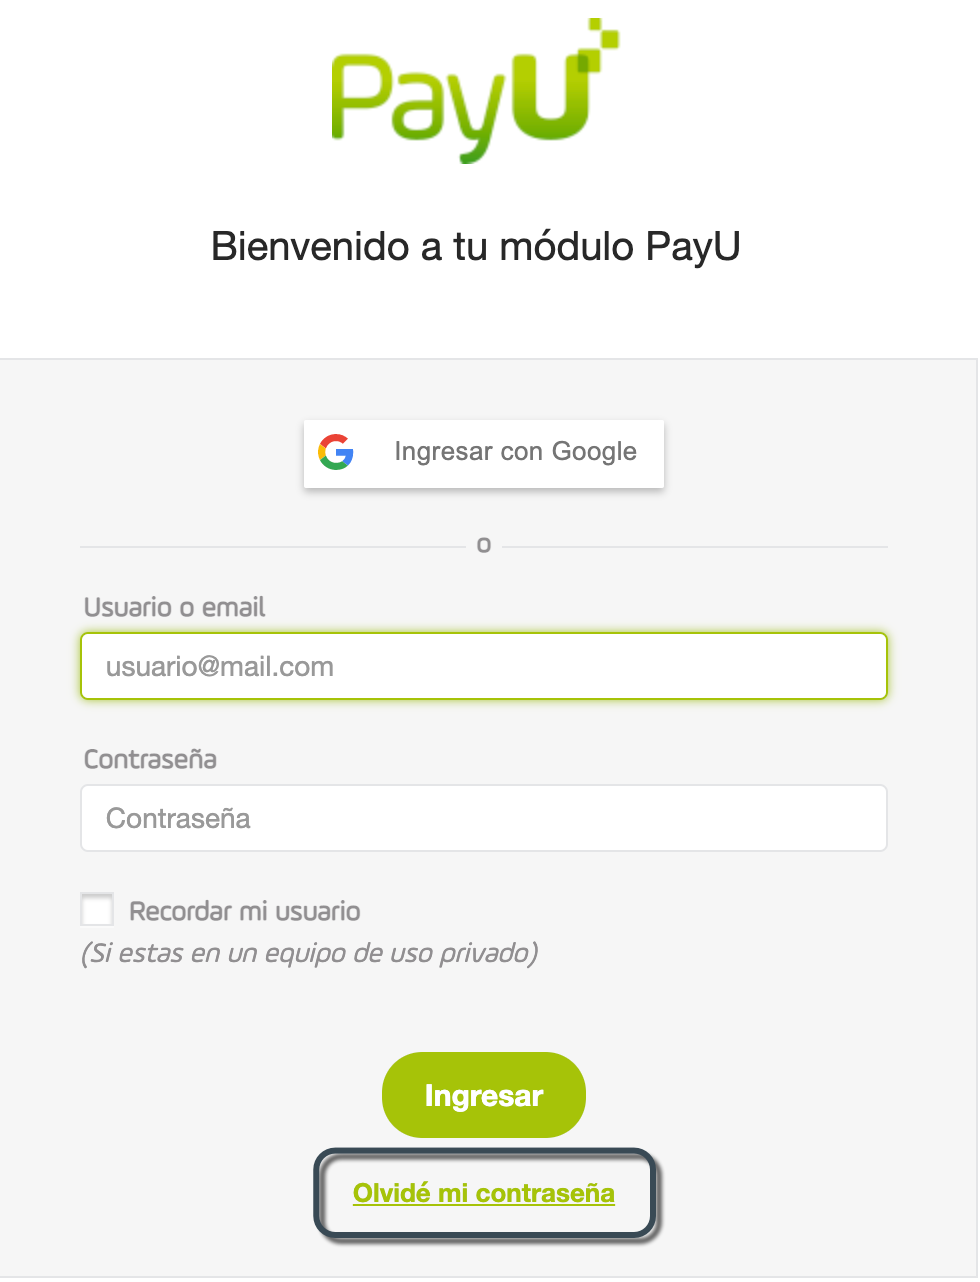 PayU
Bienvenido a tu módulo PayU
Ingresar con Google
o
Usuario o email
usuario@mail.com
Contraseña
Contraseña
Recordar mi usuario
(Si estas en un equipo de uso privado)
Ingresar
Olvidé mi contraseña